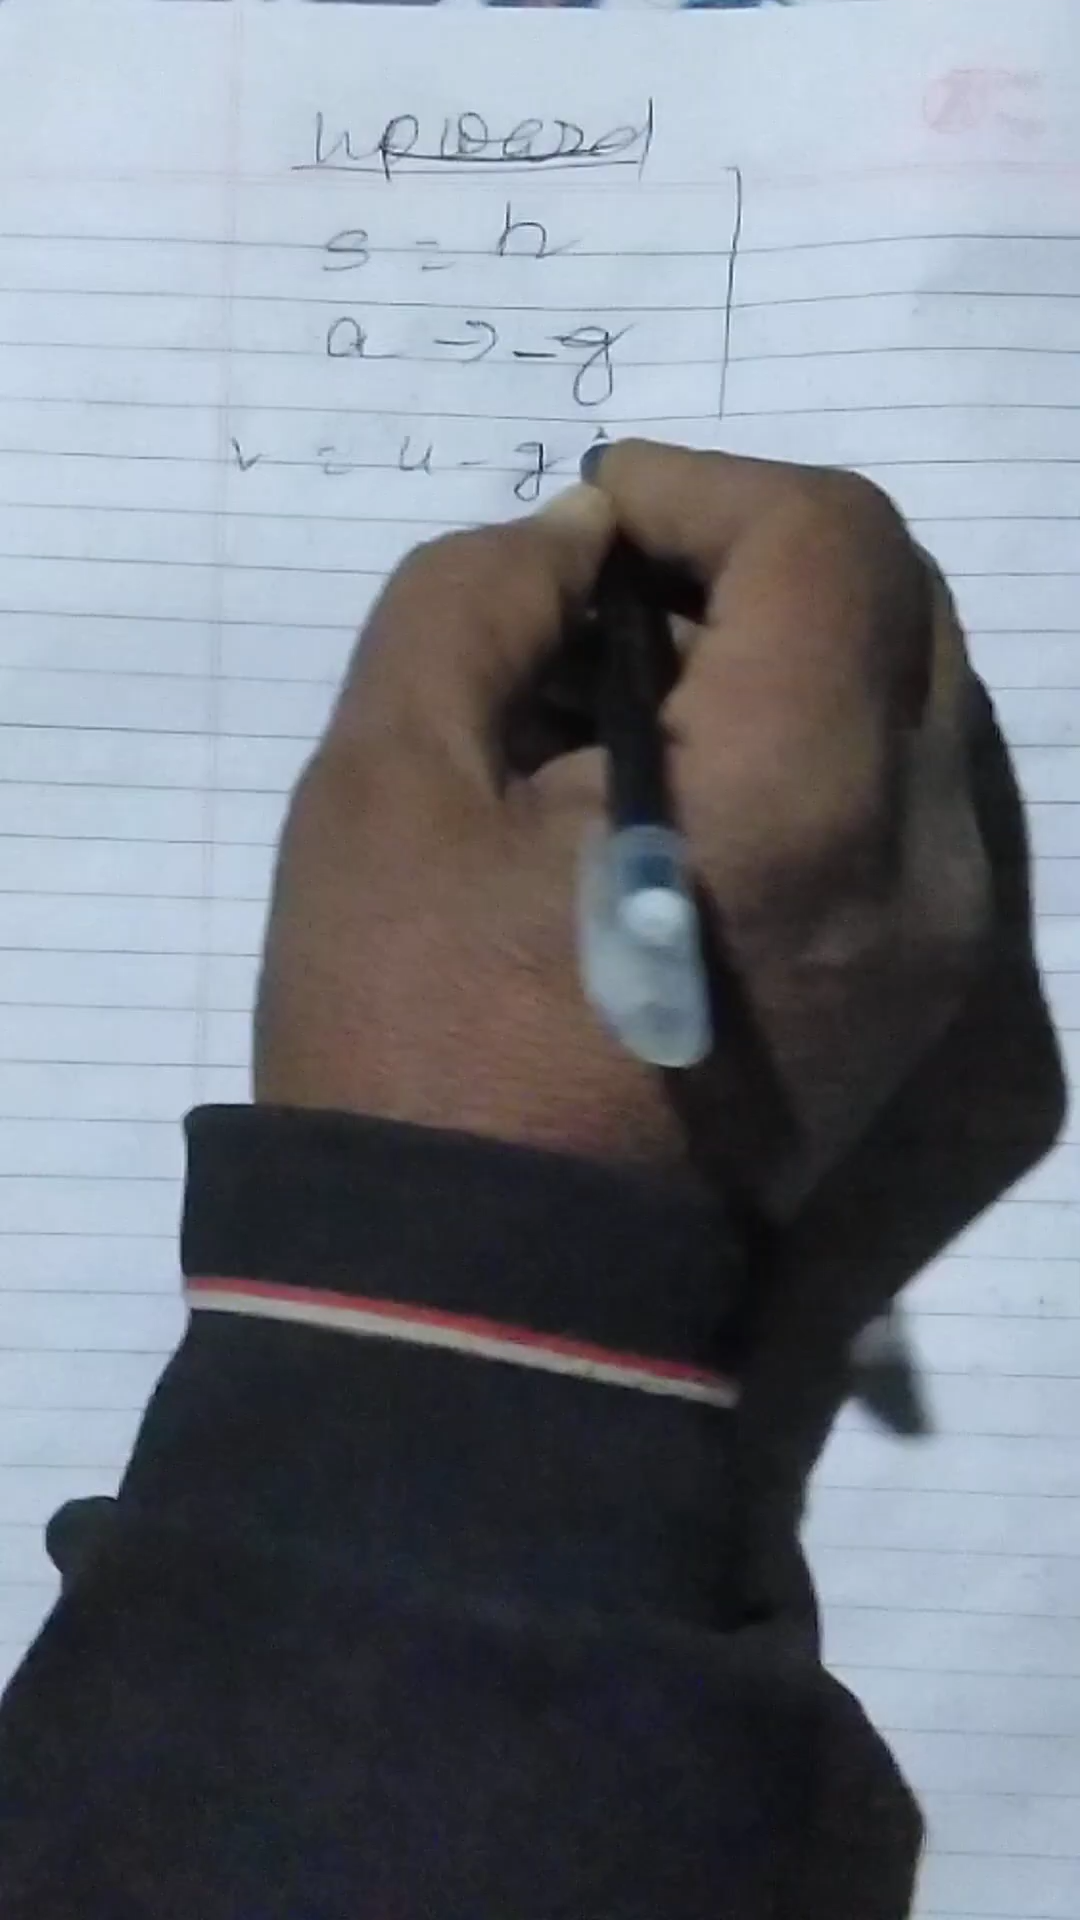 upward
s = h
a → -g
v = u - g